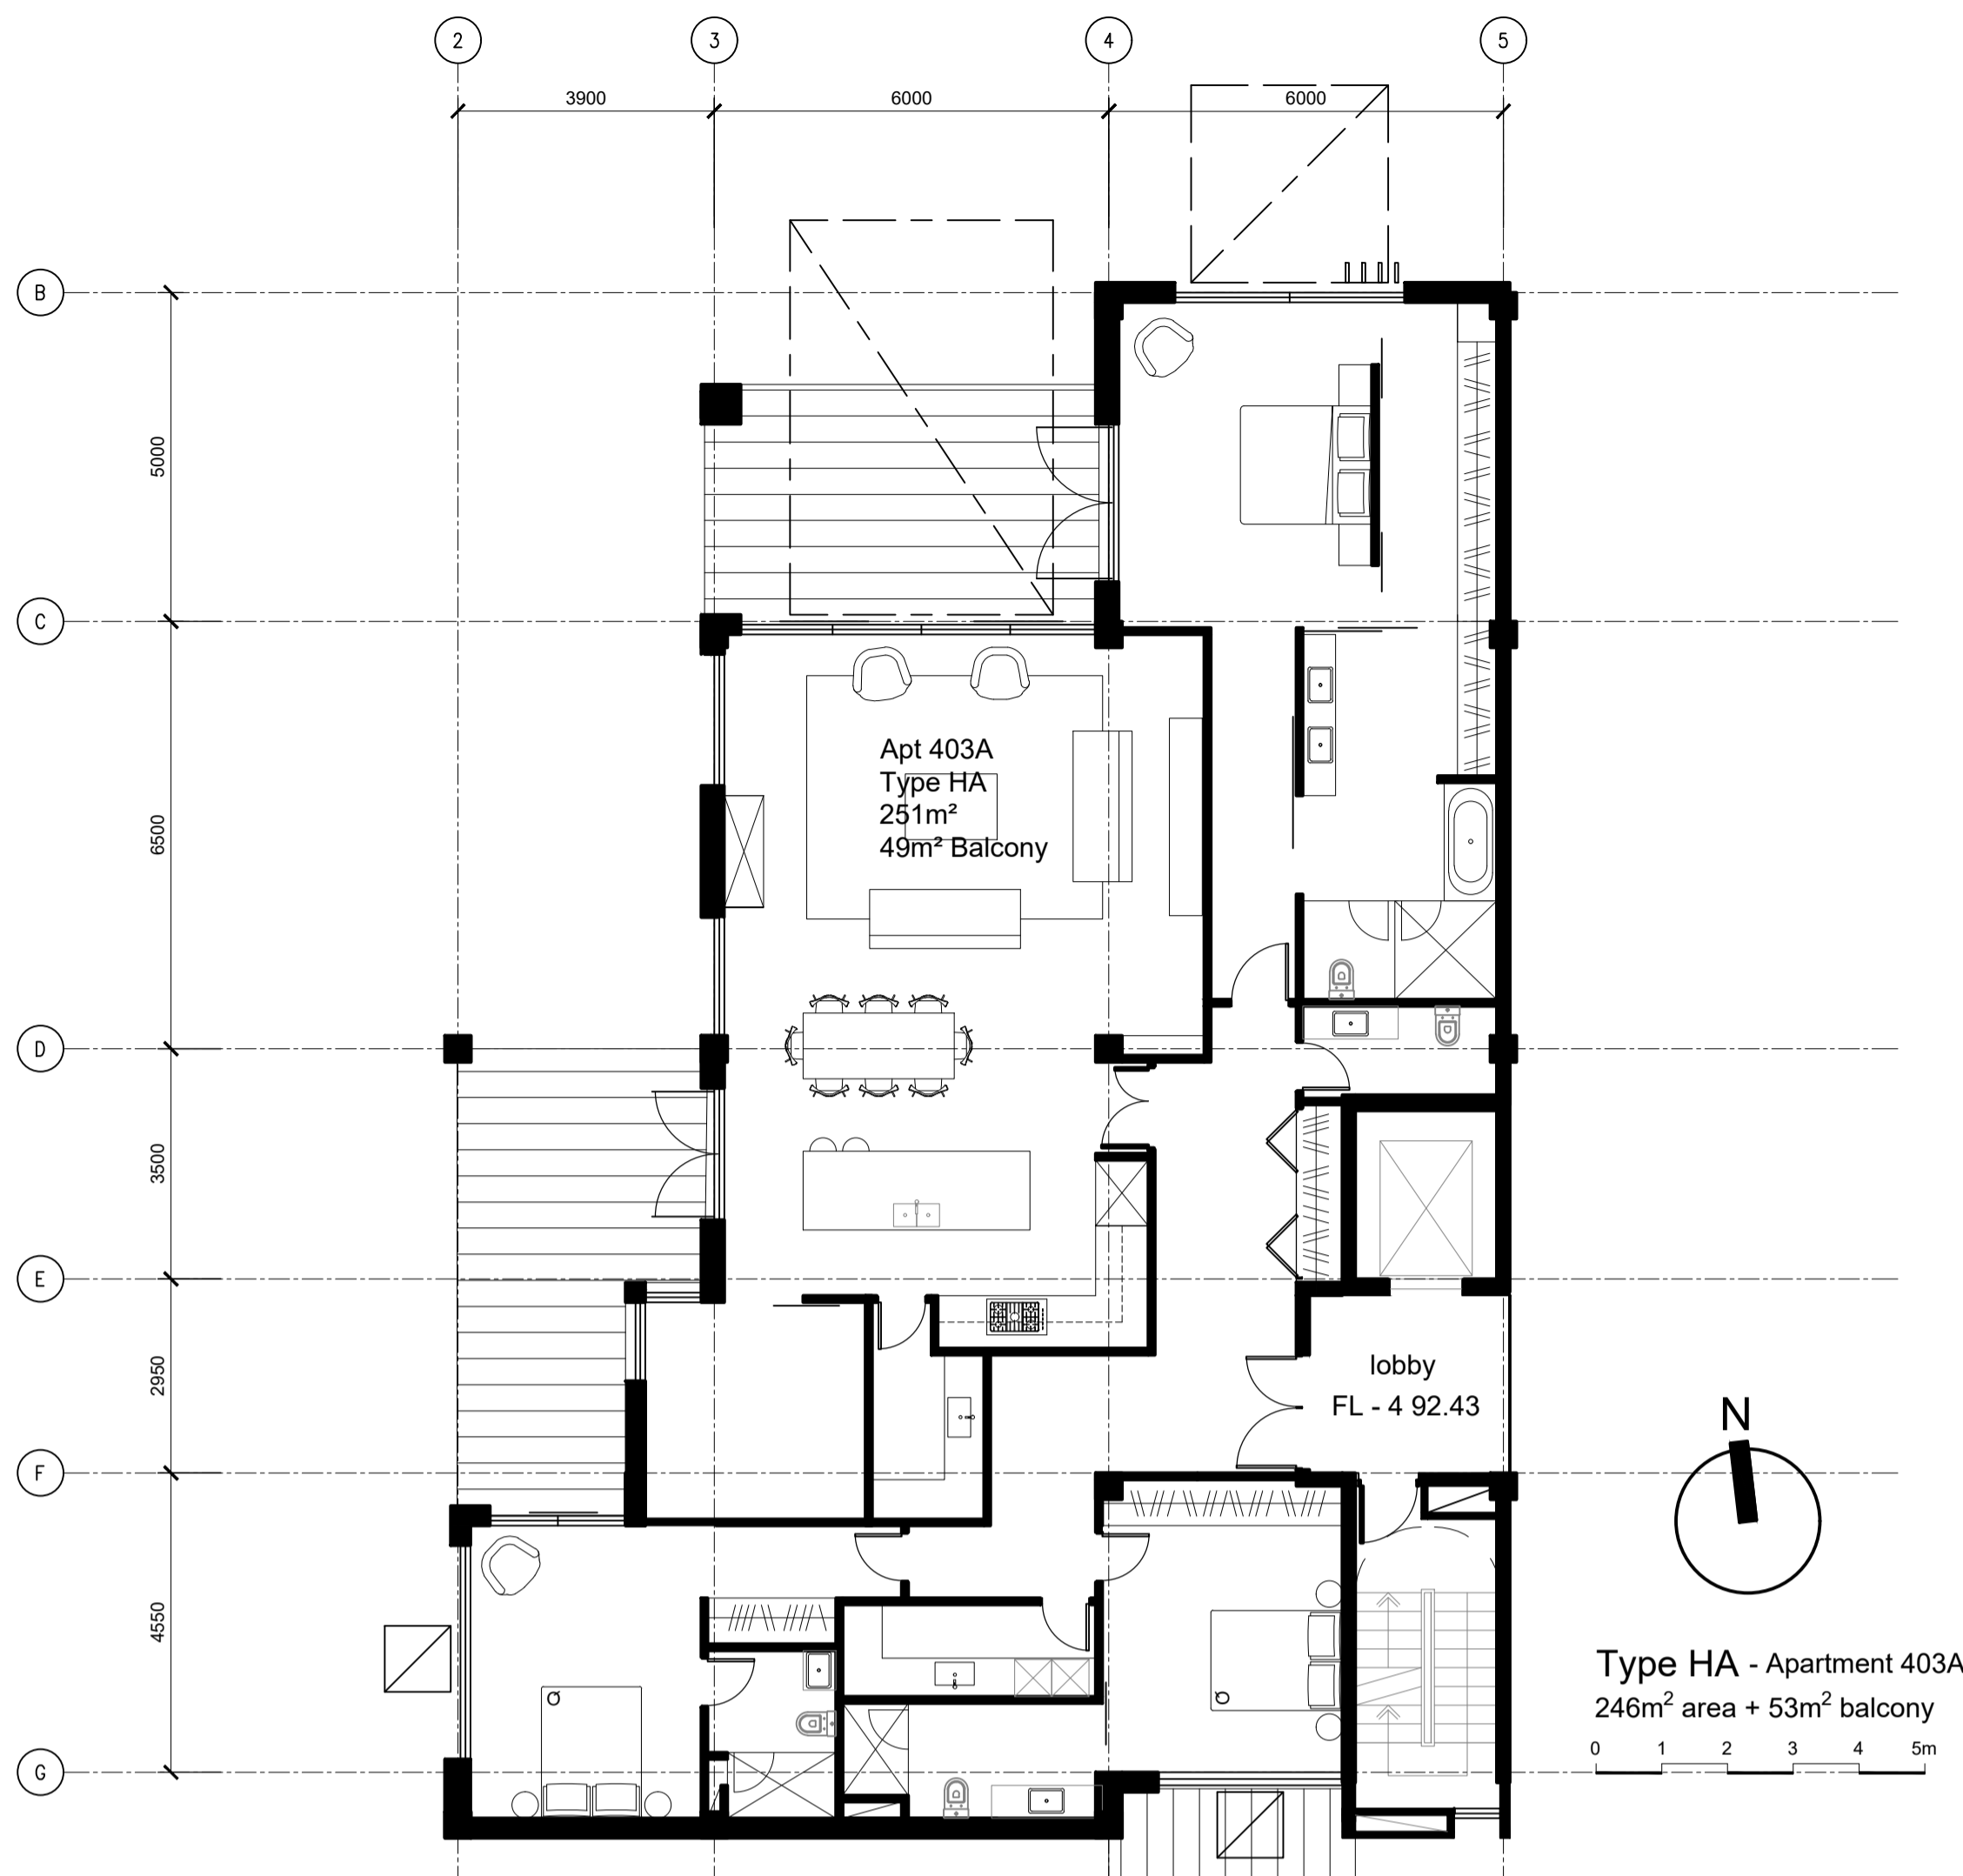 2
3
4
5
3900
6000
6000
B
5000
C
6500
Apt 403A
Type HA
251m²
49m² Balcony
D
3500
E
2950
lobby
FL - 4 92.43
N
F
4550
Type HA - Apartment 403A
246m² area + 53m² balcony
0 1 2 3 4 5m
G